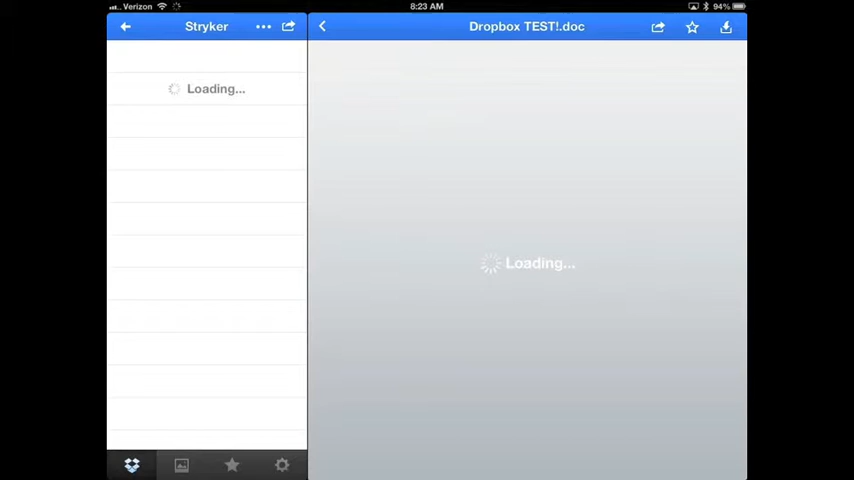 Verizon
8:23 AM
94%
Stryker
Dropbox TEST!.doc
Loading...
Loading...